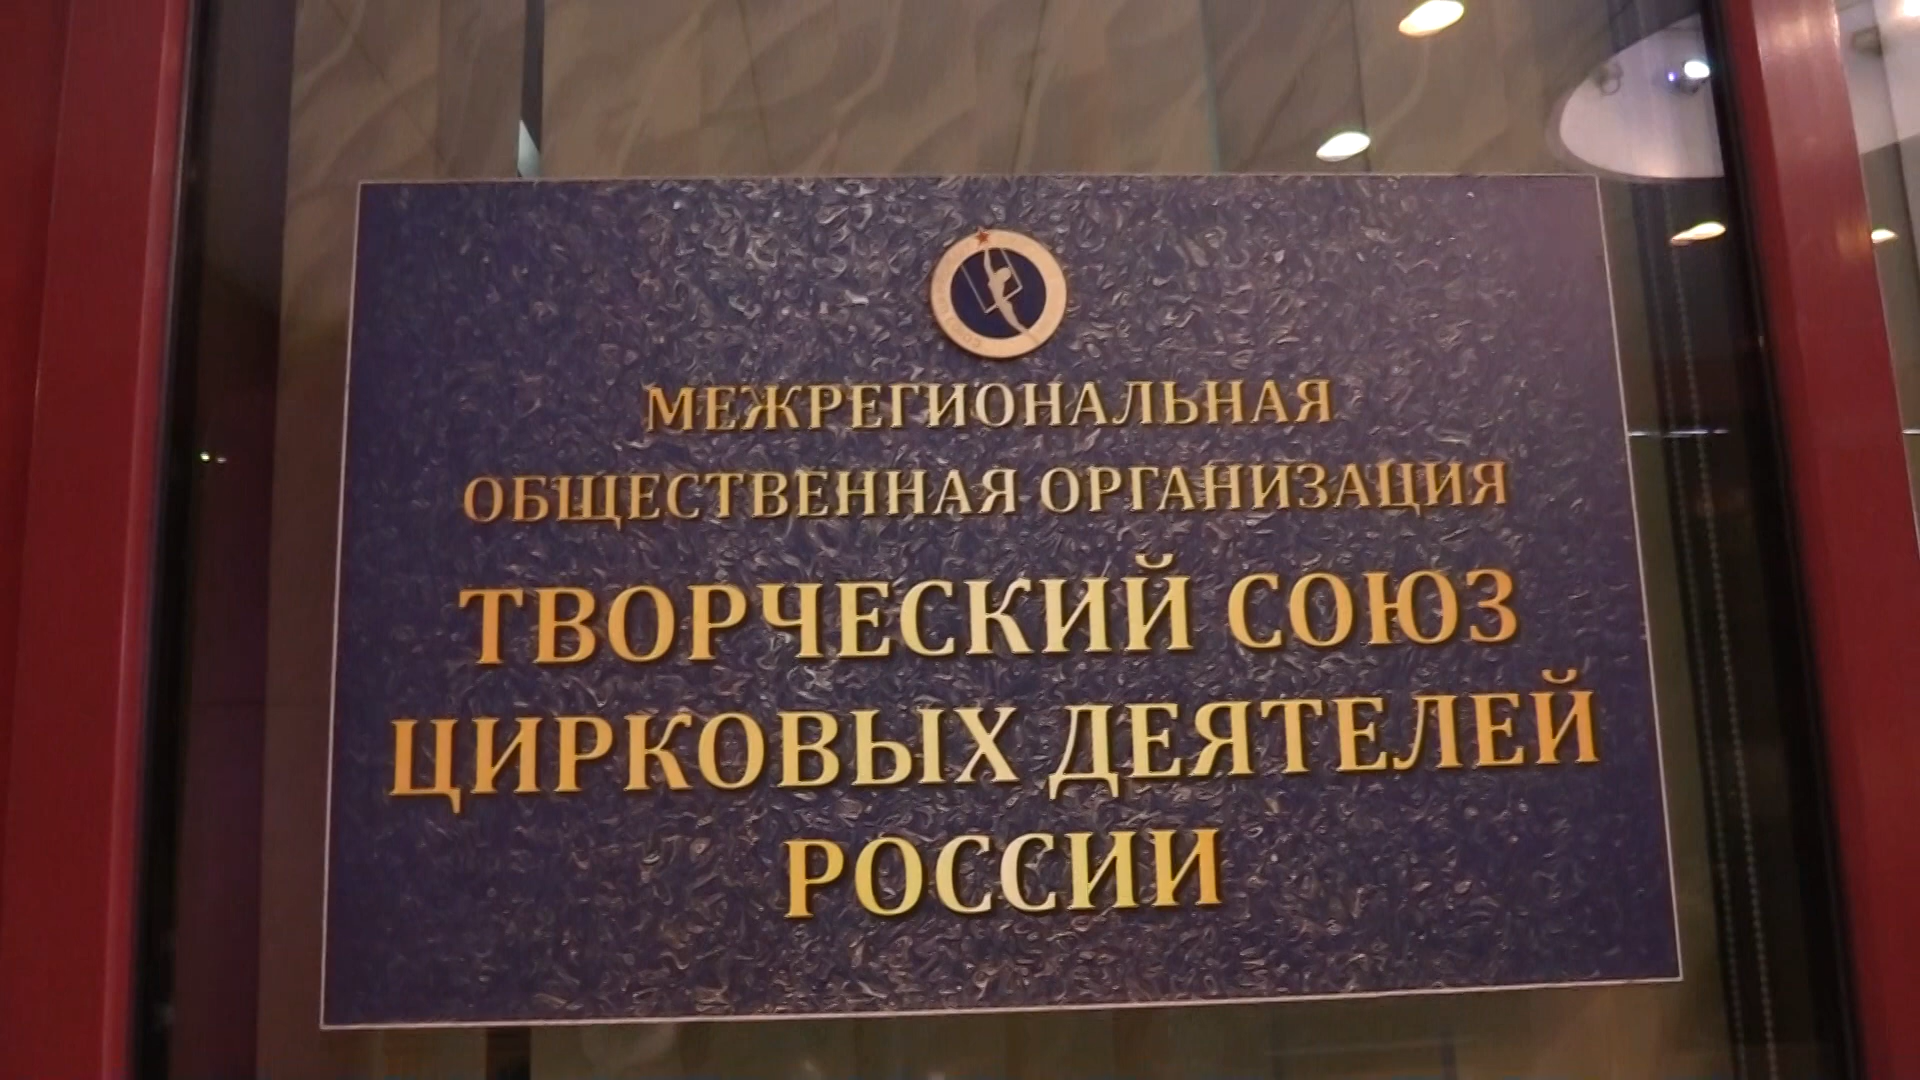 МЕЖРЕГИОНАЛЬНАЯ
ОБЩЕСТВЕННАЯ ОРГАНИЗАЦИЯ
ТВОРЧЕСКИЙ СОЮЗ
ЦИРКОВЫХ ДЕЯТЕЛЕЙ
РОССИИ